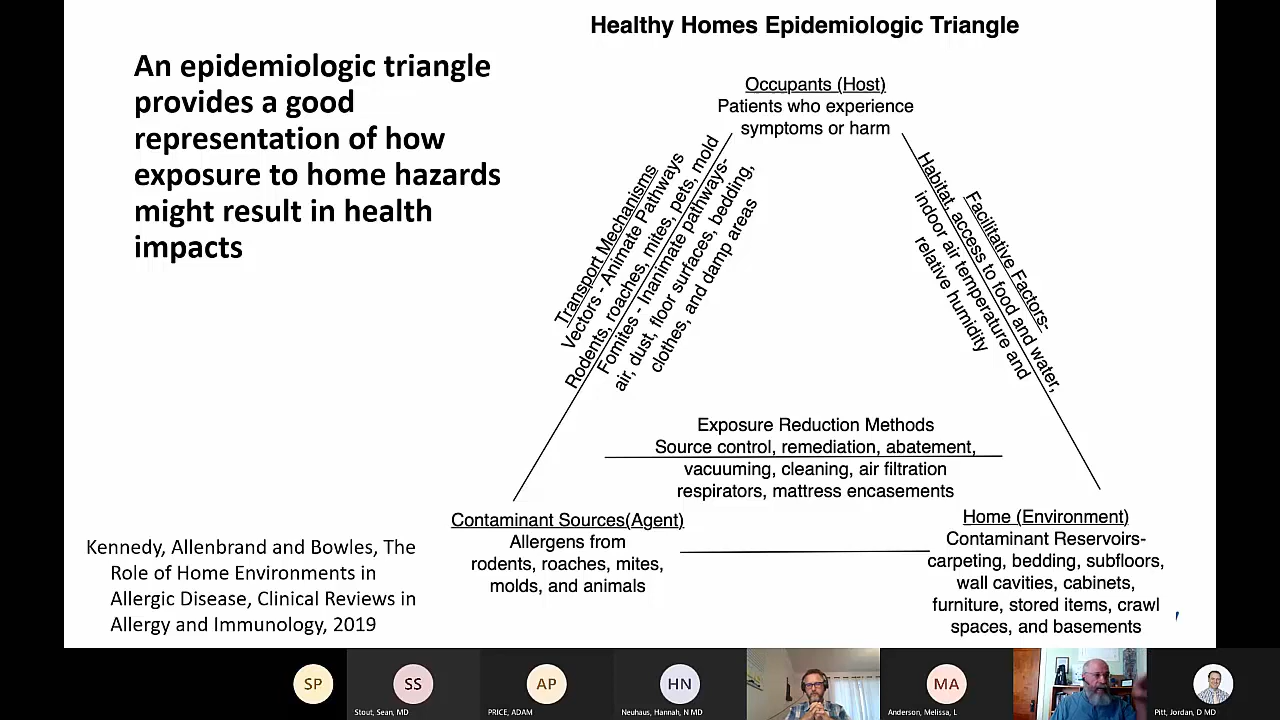 Healthy Homes Epidemiologic Triangle
An epidemiologic triangle
provides a good
representation of how
exposure to home hazards
might result in health
impacts
Occupants (Host)
Patients who experience
symptoms or harm
Transport Mechanisms
Vectors - Animate Pathways
Rodents, roaches, mites, pets, mold
Fomites - Inanimate pathways-
air, dust, floor surfaces, bedding,
clothes, and damp areas
Facilitative Factors-
Habitat, access to food and water,
indoor air temperature and
relative humidity
Exposure Reduction Methods
Source control, remediation, abatement,
vacuuming, cleaning, air filtration
respirators, mattress encasements
Contaminant Sources(Agent)
Allergens from
rodents, roaches, mites,
molds, and animals
Home (Environment)
Contaminant Reservoirs-
carpeting, bedding, subfloors,
wall cavities, cabinets,
furniture, stored items, crawl
spaces, and basements
Kennedy, Allenbrand and Bowles, The
Role of Home Environments in
Allergic Disease, Clinical Reviews in
Allergy and Immunology, 2019
SP
SS
Stout, Sean, MD
AP
PRICE, ADAM
HN
Neuhaus, Hannah, N MD
MA
Anderson, Melissa, L
Pitt, Jordan, D MD